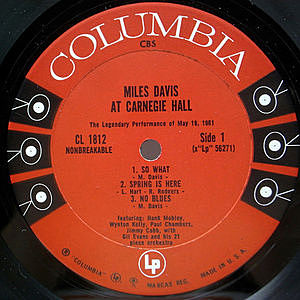 COLUMBIA
CBS
MILES DAVIS
AT CARNEGIE HALL
The Legendary Performance of May 19, 1961
CL 1812
NONBREAKABLE
Side 1
(x"Lp" 56271)
1. SO WHAT
- M. Davis -
2. SPRING IS HERE
- L. Hart - R. Rodgers -
3. NO BLUES
- M. Davis -
featuring: Hank Mobley,
Wynton Kelly, Paul Chambers,
Jimmy Cobb, with
Gil Evans and his 21
piece orchestra
Lp
® "COLUMBIA", MARCAS REG. MADE IN U.S.A.